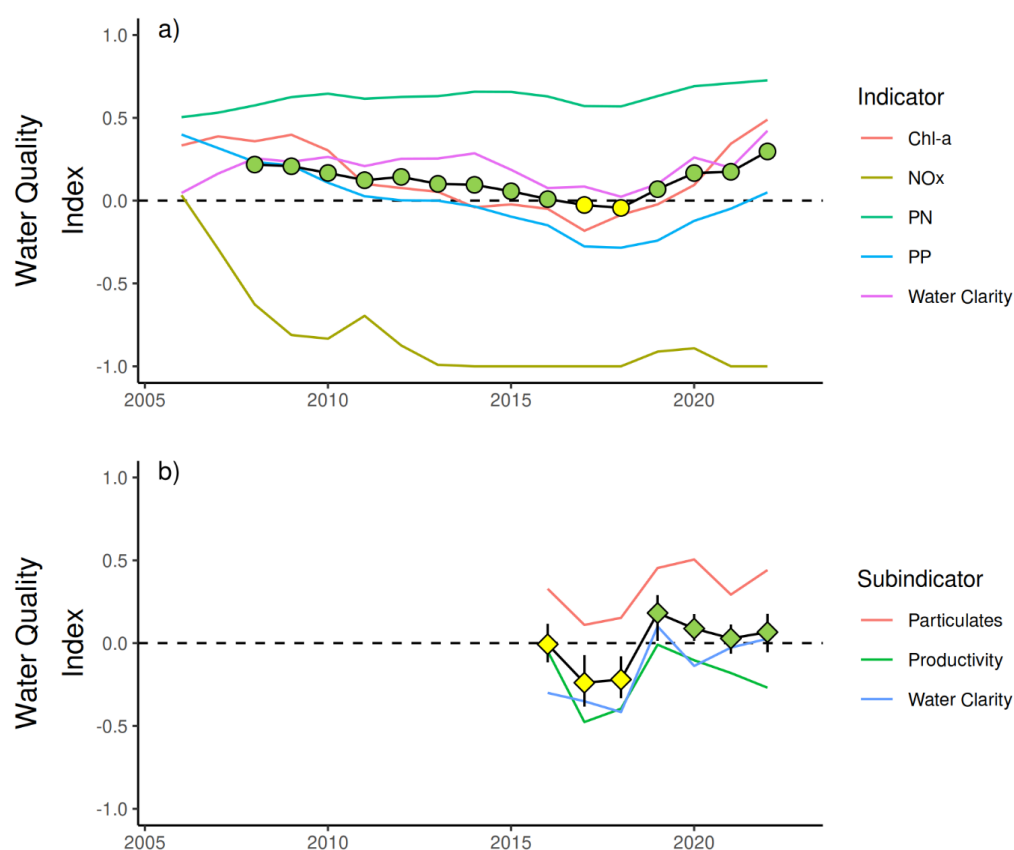 a)
Water Quality
Index
1.0
0.5
0.0
-0.5
-1.0
2005
2010
2015
2020
Indicator
Chl-a
NOx
PN
PP
Water Clarity
b)
Water Quality
Index
1.0
0.5
0.0
-0.5
-1.0
2005
2010
2015
2020
Subindicator
Particulates
Productivity
Water Clarity